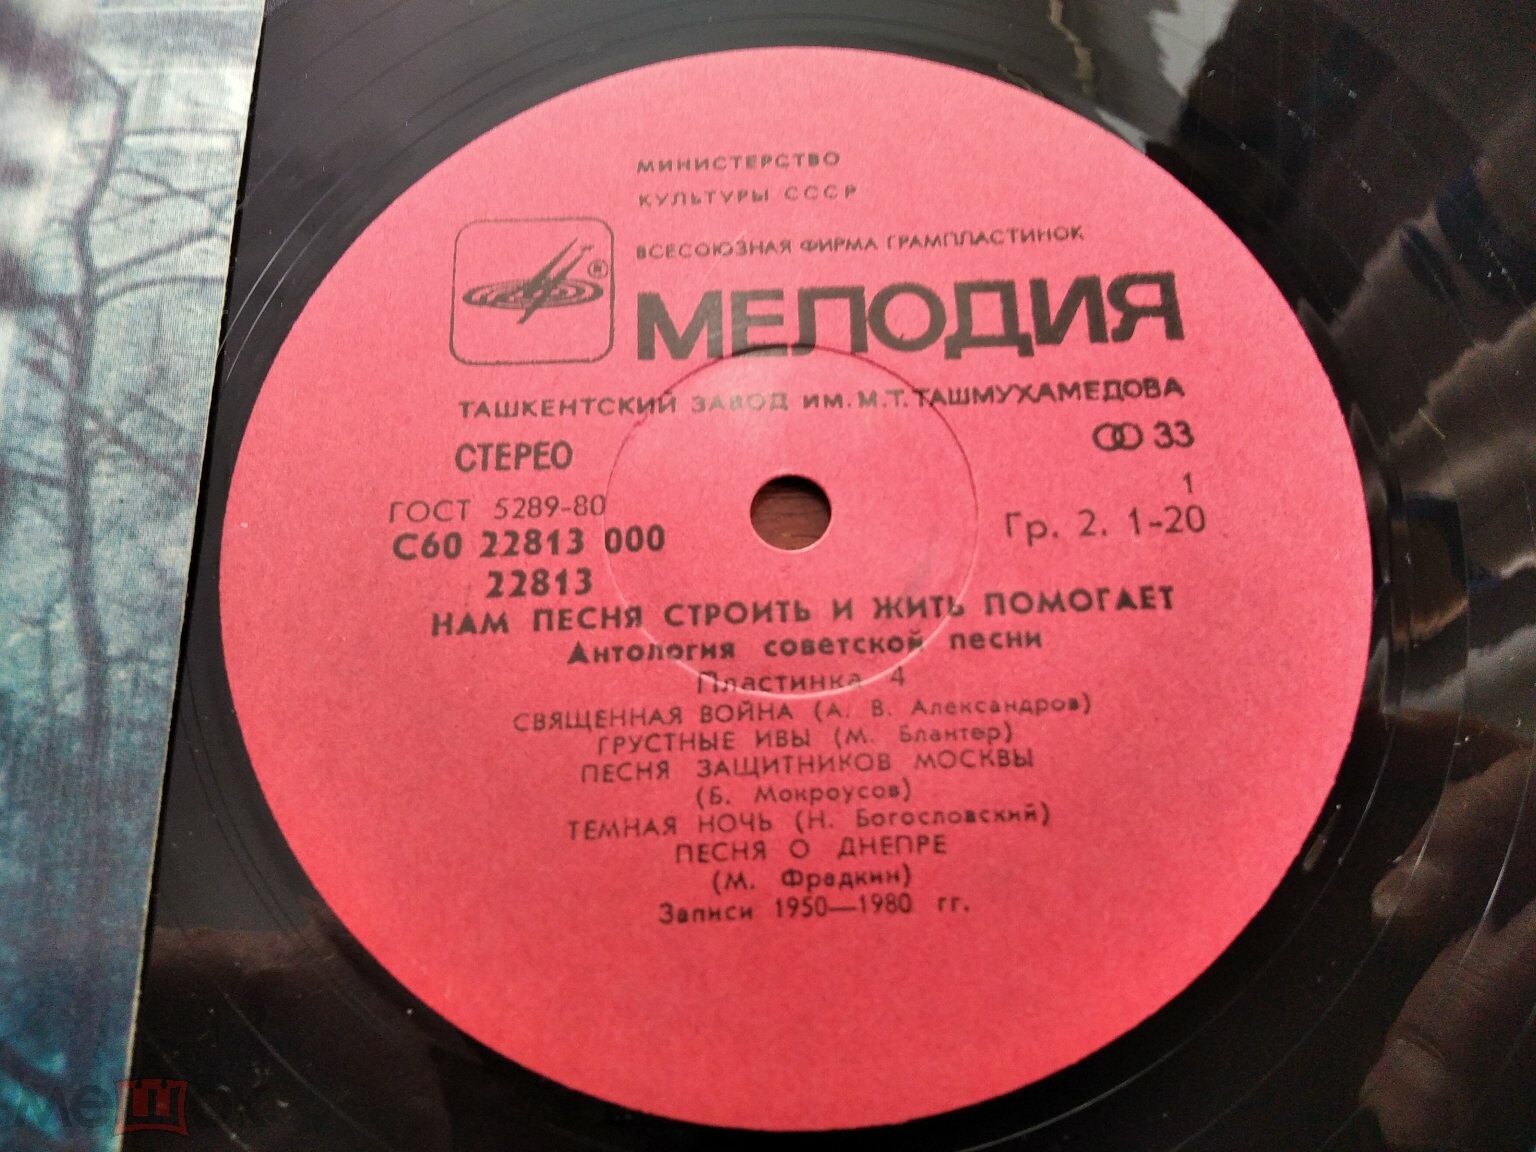 МИНИСТЕРСТВО
КУЛЬТУРЫ СССР
ВСЕСОЮЗНАЯ ФИРМА ГРАМПЛАСТИНОК
®
МЕЛОДИЯ
ТАШКЕНТСКИЙ ЗАВОД ИМ. М.Т. ТАШМУХАМЕДОВА
СТЕРЕО 33
ГОСТ 5289-80 1
С60 22813 000 Гр. 2. 1-20
22813
НАМ ПЕСНЯ СТРОИТЬ И ЖИТЬ ПОМОГАЕТ
Антология советской песни
Пластинка 4
СВЯЩЕННАЯ ВОЙНА (А. В. Александров)
ГРУСТНЫЕ ИВЫ (М. Блантер)
ПЕСНЯ ЗАЩИТНИКОВ МОСКВЫ
(Б. Мокроусов)
ТЕМНАЯ НОЧЬ (Н. Богословский)
ПЕСНЯ О ДНЕПРЕ
(М. Фрадкин)
Записи 1950—1980 гг.
мешок